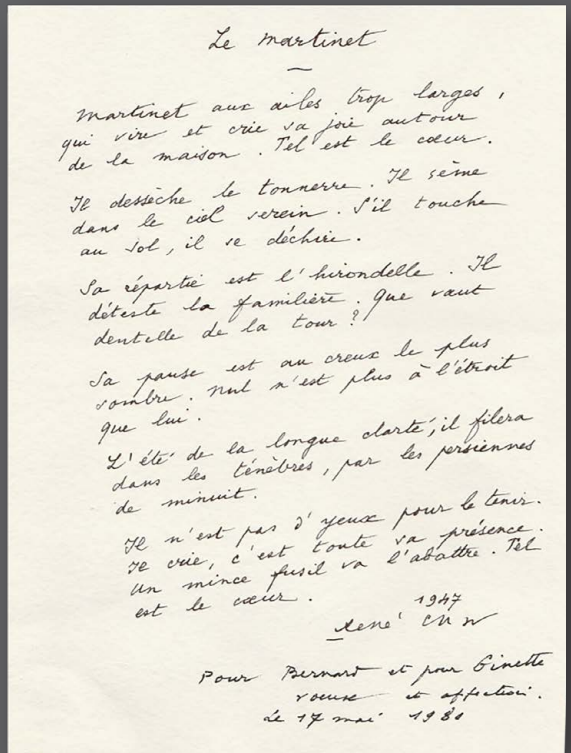 Le martinet
Martinet aux ailes trop larges,
qui vire et crie sa joie autour
de la maison. Tel est le cœur.
Il dessèche le tonnerre. Il sème
dans le ciel serein. S'il touche
au sol, il se déchire.
Sa répartie est l'hirondelle. Il
déteste la familière. Que vaut
dentelle de la tour ?
Sa pause est au creux le plus
sombre. Nul n'est plus à l'étroit
que lui.
L'été de la longue clarté, il filera
dans les ténèbres, par les persiennes
de minuit.
Il n'est pas d'yeux pour le tenir.
Il crie, c'est toute sa présence.
Un mince fusil va l'abattre. Tel
est le cœur.
1947
René Char
Pour Bernard et pour Ginette
et affection.
Le 17 mai 1981